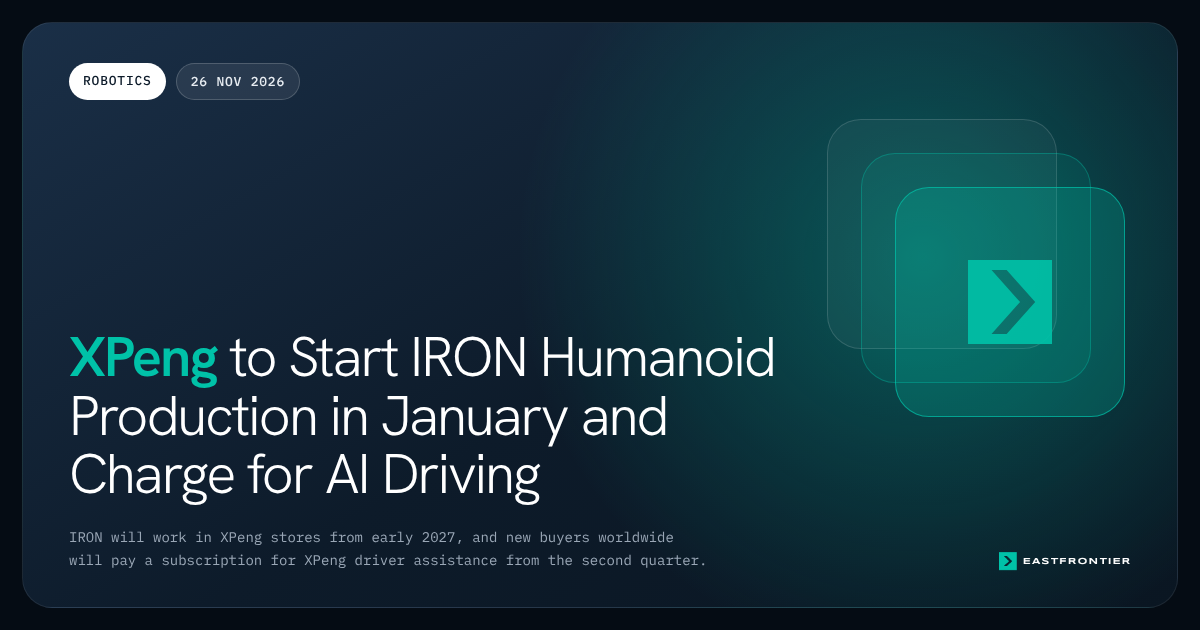 ROBOTICS
26 NOV 2026
XPeng to Start IRON Humanoid
Production in January and
Charge for AI Driving
IRON will work in XPeng stores from early 2027, and new buyers worldwide
will pay a subscription for XPeng driver assistance from the second quarter.
EASTFRONTIER